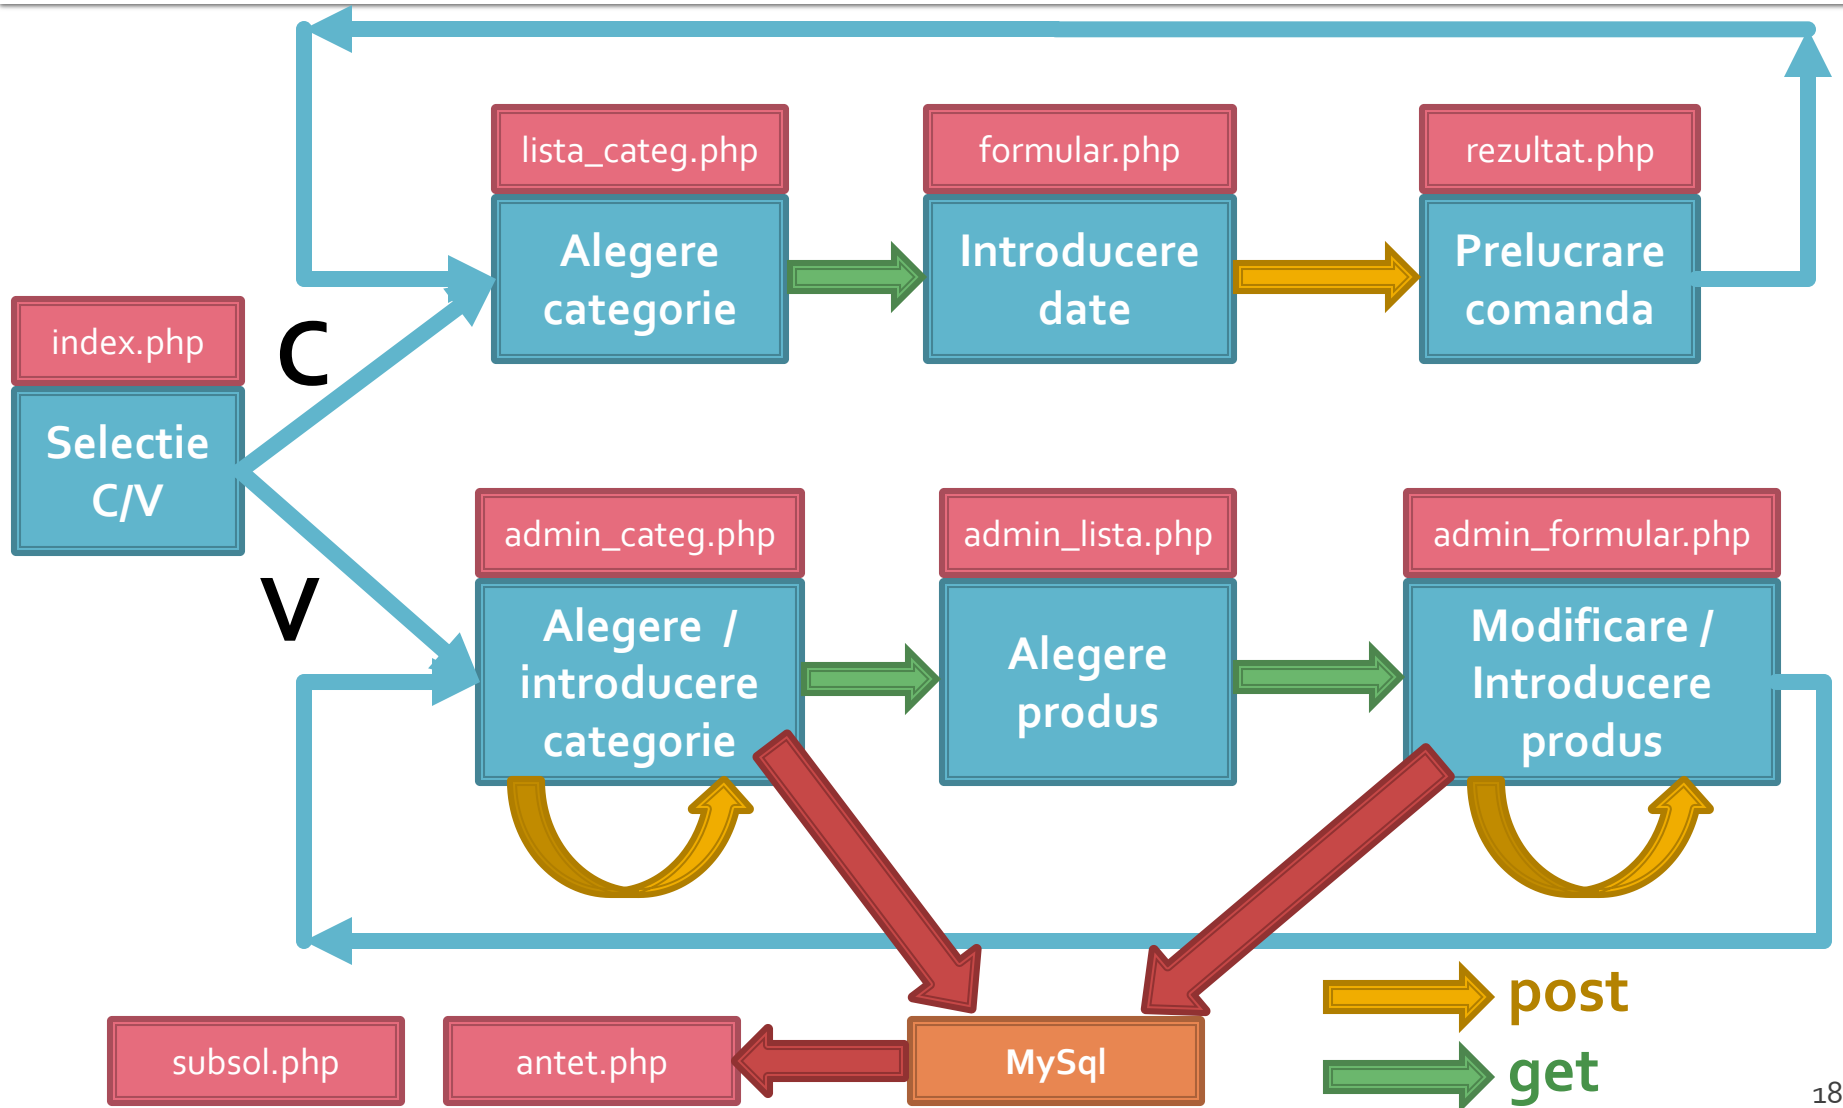 lista_categ.php
formular.php
rezultat.php
Alegere
categorie
Introducere
date
Prelucrare
comanda
index.php
C
Selectie
C/V
V
admin_categ.php
admin_lista.php
admin_formular.php
Alegere /
introducere
categorie
Alegere
produs
Modificare /
Introducere
produs
post
subsol.php
antet.php
MySql
get
18